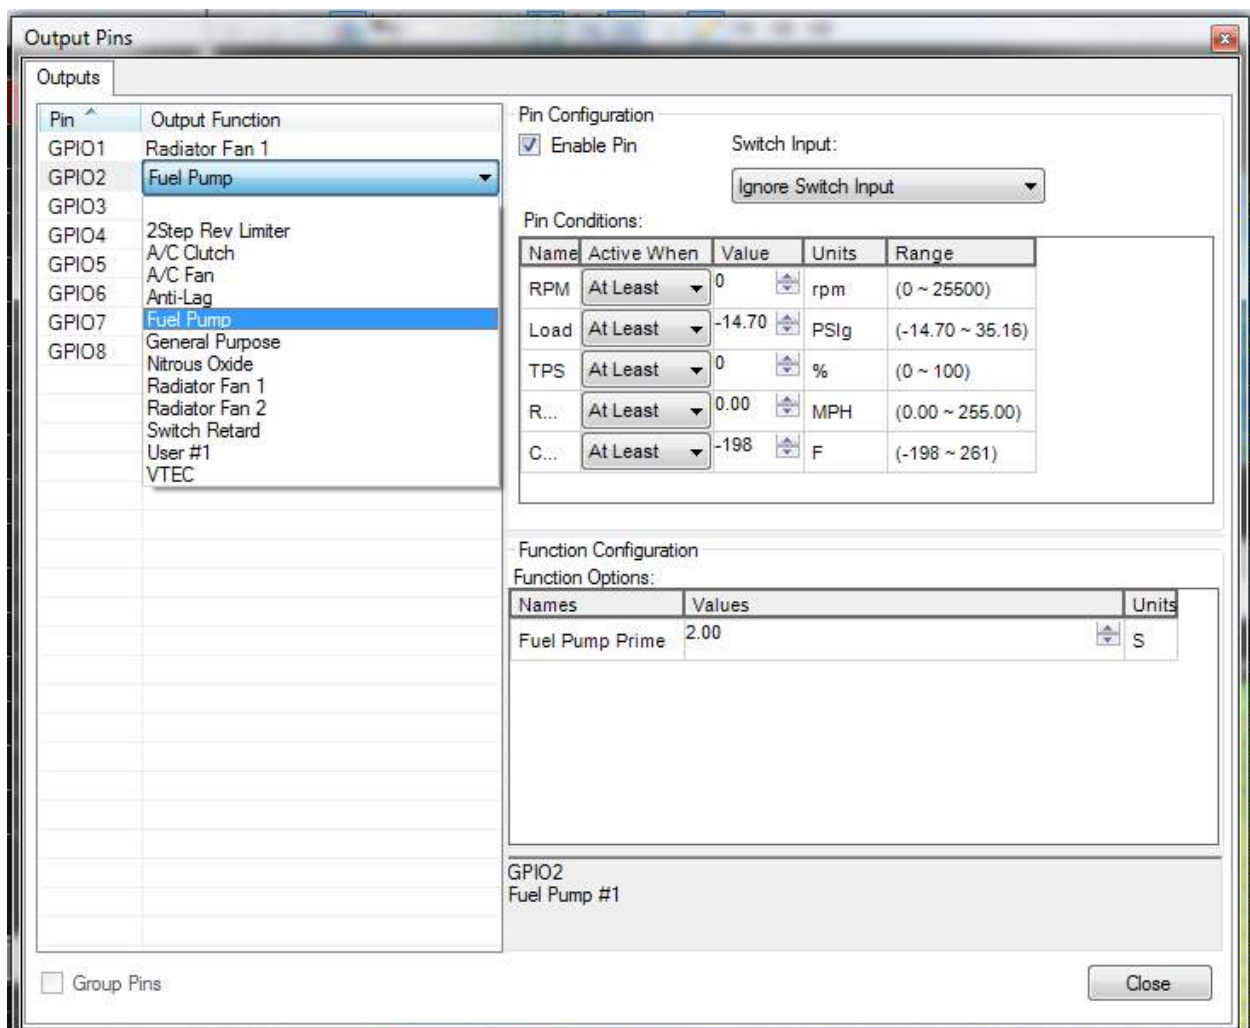 Output Pins
Outputs
Pin Output Function
GPIO1 Radiator Fan 1
GPIO2 Fuel Pump
GPIO3
GPIO4
GPIO5
GPIO6
GPIO7
GPIO8
2Step Rev Limiter
A/C Clutch
A/C Fan
Anti-Lag
Fuel Pump
General Purpose
Nitrous Oxide
Radiator Fan 1
Radiator Fan 2
Switch Retard
User #1
VTEC
Pin Configuration
Enable Pin Switch Input:
Ignore Switch Input
Pin Conditions:
Name Active When Value Units Range
RPM At Least 0 rpm (0 ~ 25500)
Load At Least -14.70 PSIg (-14.70 ~ 35.16)
TPS At Least 0 % (0 ~ 100)
R... At Least 0.00 MPH (0.00 ~ 255.00)
C... At Least -198 F (-198 ~ 261)
Function Configuration
Function Options:
Names Values Units
Fuel Pump Prime 2.00 S
GPIO2
Fuel Pump #1
Group Pins
Close